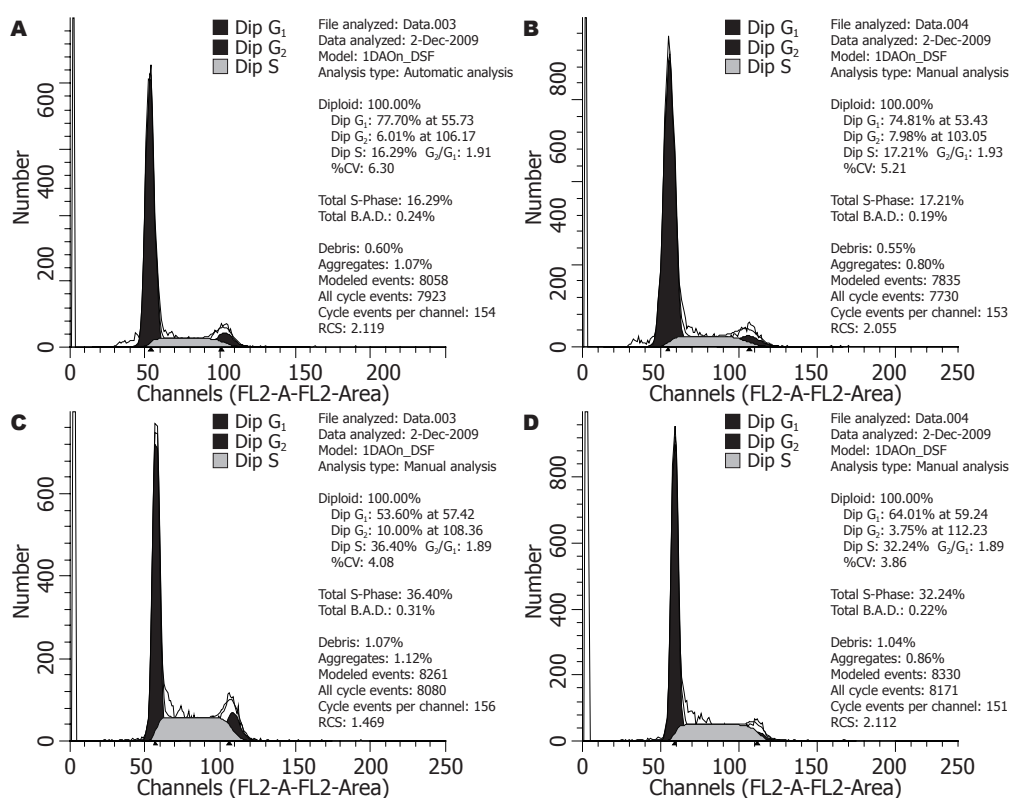 A
Dip G₁
Dip G₂
Dip S
File analyzed: Data.003
Data analyzed: 2-Dec-2009
Model: 1DAOn_DSF
Analysis type: Automatic analysis
Diploid: 100.00%
Dip G₁: 77.70% at 55.73
Dip G₂: 6.01% at 106.17
Dip S: 16.29% G₂/G₁: 1.91
%CV: 6.30
Total S-Phase: 16.29%
Total B.A.D.: 0.24%
Debris: 0.60%
Aggregates: 1.07%
Modeled events: 8058
All cycle events: 7923
Cycle events per channel: 154
RCS: 2.119
Number
600
400
200
0
0 50 100 150 200 250
Channels (FL2-A-FL2-Area)
B
Dip G₁
Dip G₂
Dip S
File analyzed: Data.004
Data analyzed: 2-Dec-2009
Model: 1DAOn_DSF
Analysis type: Manual analysis
Diploid: 100.00%
Dip G₁: 74.81% at 53.43
Dip G₂: 7.98% at 103.05
Dip S: 17.21% G₂/G₁: 1.93
%CV: 5.21
Total S-Phase: 17.21%
Total B.A.D.: 0.19%
Debris: 0.55%
Aggregates: 0.80%
Modeled events: 7835
All cycle events: 7730
Cycle events per channel: 153
RCS: 2.055
Number
800
600
400
200
0
0 50 100 150 200 250
Channels (FL2-A-FL2-Area)
C
Dip G₁
Dip G₂
Dip S
File analyzed: Data.003
Data analyzed: 2-Dec-2009
Model: 1DAOn_DSF
Analysis type: Manual analysis
Diploid: 100.00%
Dip G₁: 53.60% at 57.42
Dip G₂: 10.00% at 108.36
Dip S: 36.40% G₂/G₁: 1.89
%CV: 4.08
Total S-Phase: 36.40%
Total B.A.D.: 0.31%
Debris: 1.07%
Aggregates: 1.12%
Modeled events: 8261
All cycle events: 8080
Cycle events per channel: 156
RCS: 1.469
Number
600
400
200
0
0 50 100 150 200 250
Channels (FL2-A-FL2-Area)
D
Dip G₁
Dip G₂
Dip S
File analyzed: Data.004
Data analyzed: 2-Dec-2009
Model: 1DAOn_DSF
Analysis type: Manual analysis
Diploid: 100.00%
Dip G₁: 64.01% at 59.24
Dip G₂: 3.75% at 112.23
Dip S: 32.24% G₂/G₁: 1.89
%CV: 3.86
Total S-Phase: 32.24%
Total B.A.D.: 0.22%
Debris: 1.04%
Aggregates: 0.86%
Modeled events: 8330
All cycle events: 8171
Cycle events per channel: 151
RCS: 2.112
Number
800
600
400
200
0
0 50 100 150 200 250
Channels (FL2-A-FL2-Area)